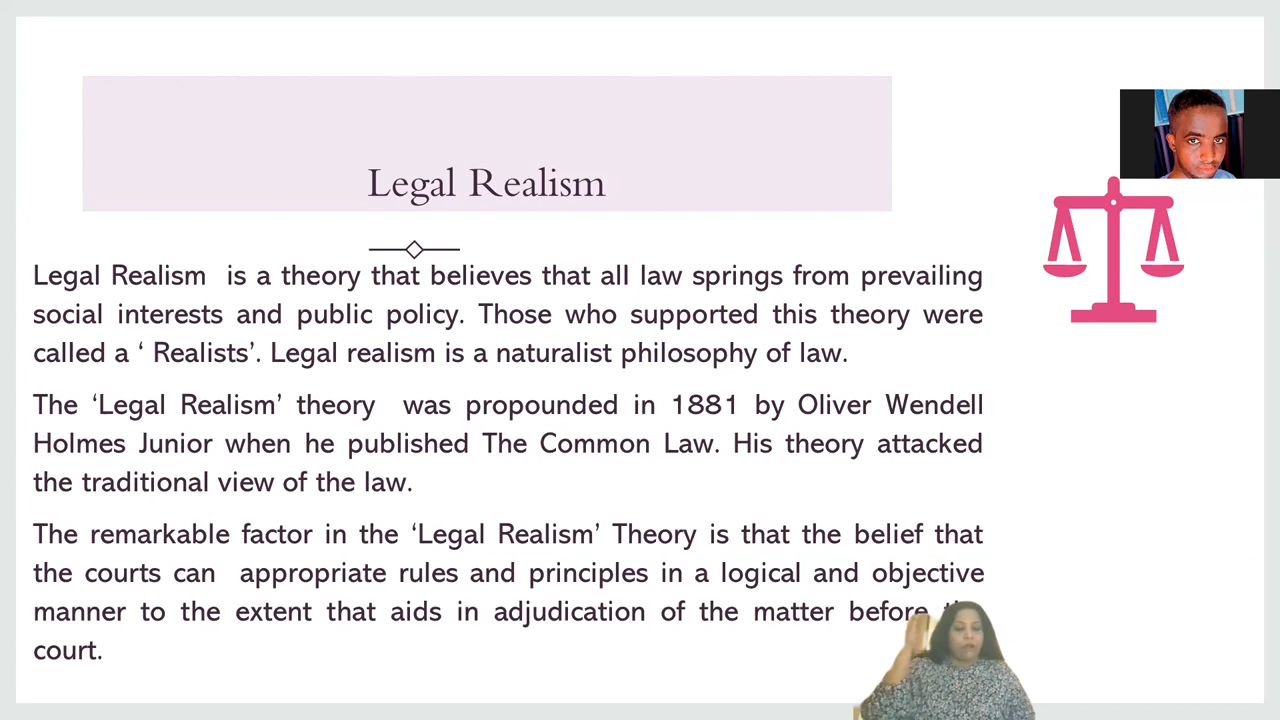 Legal Realism
Legal Realism is a theory that believes that all law springs from prevailing
social interests and public policy. Those who supported this theory were
called a ‘ Realists’. Legal realism is a naturalist philosophy of law.
The ‘Legal Realism’ theory was propounded in 1881 by Oliver Wendell
Holmes Junior when he published The Common Law. His theory attacked
the traditional view of the law.
The remarkable factor in the ‘Legal Realism’ Theory is that the belief that
the courts can appropriate rules and principles in a logical and objective
manner to the extent that aids in adjudication of the matter before the
court.